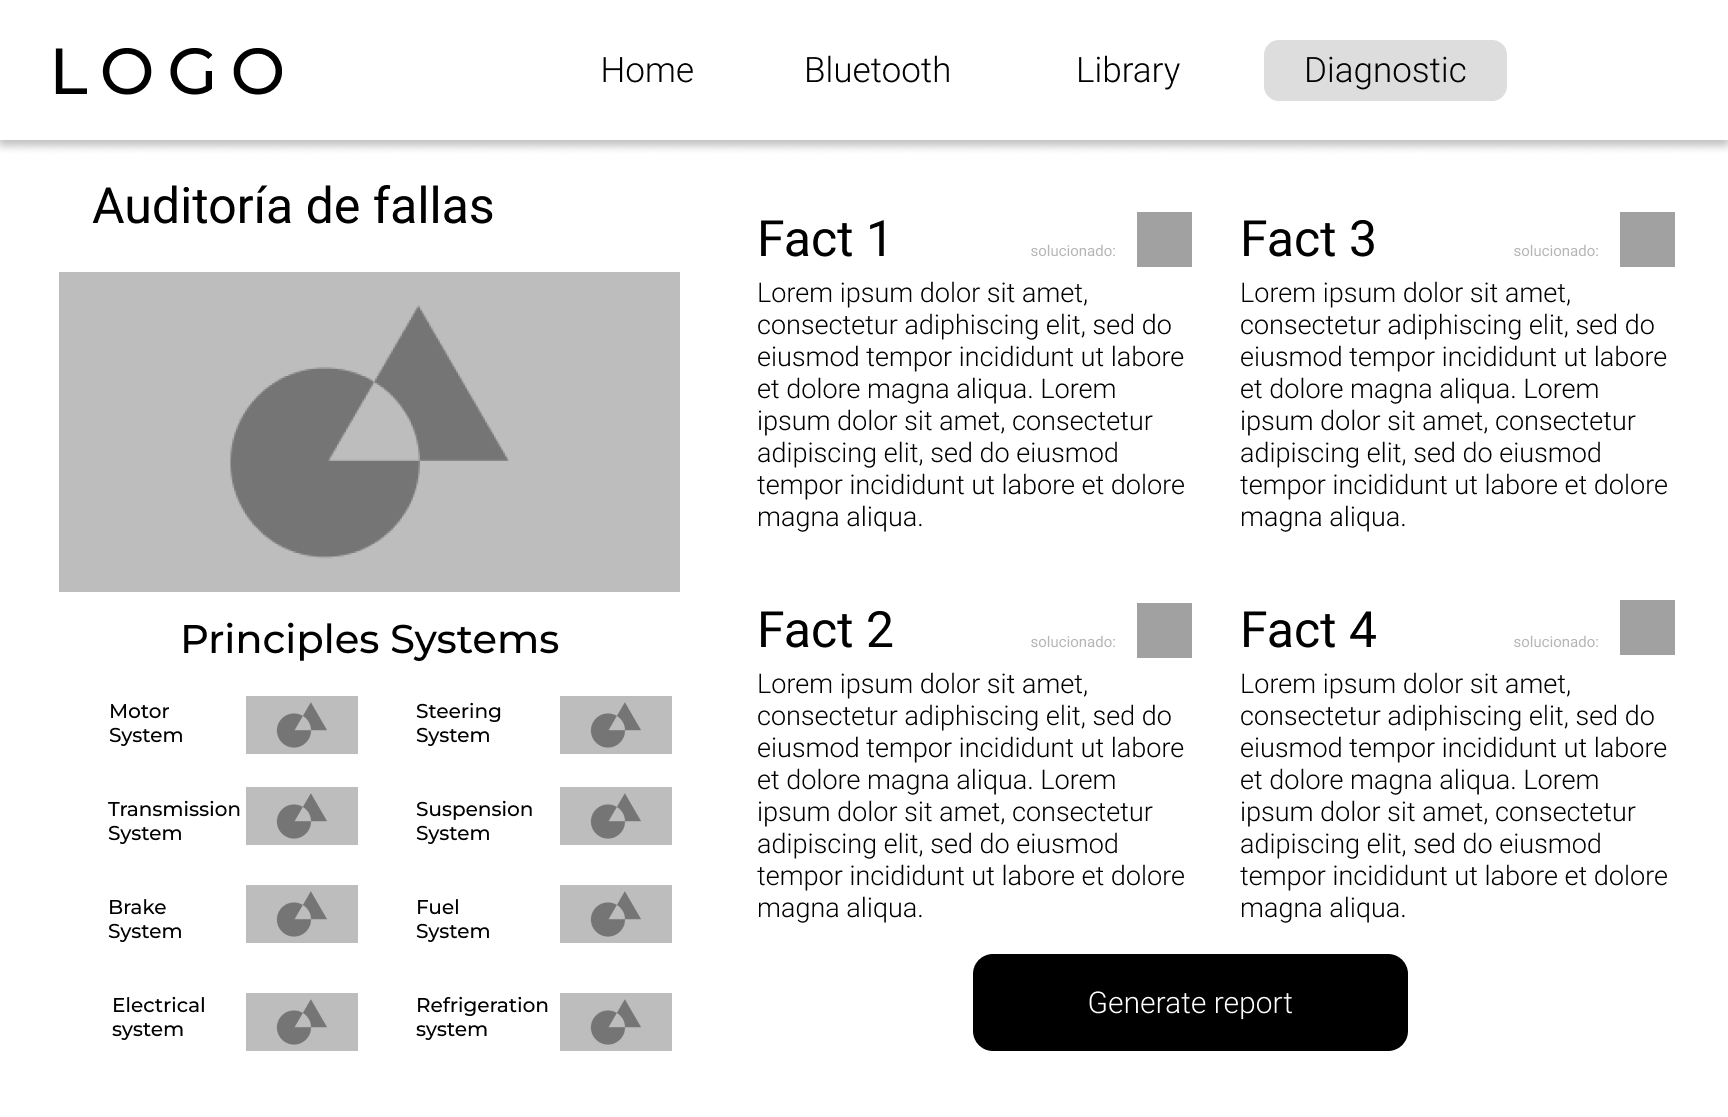 LOGO
Home
Bluetooth
Library
Diagnostic
Auditoría de fallas
Principles Systems
Motor
System
Steering
System
Transmission
System
Suspension
System
Brake
System
Fuel
System
Electrical
system
Refrigeration
system
Fact 1
solucionado:
Lorem ipsum dolor sit amet,
consectetur adiphiscing elit, sed do
eiusmod tempor incididunt ut labore
et dolore magna aliqua. Lorem
ipsum dolor sit amet, consectetur
adipiscing elit, sed do eiusmod
tempor incididunt ut labore et dolore
magna aliqua.
Fact 2
solucionado:
Lorem ipsum dolor sit amet,
consectetur adiphiscing elit, sed do
eiusmod tempor incididunt ut labore
et dolore magna aliqua. Lorem
ipsum dolor sit amet, consectetur
adipiscing elit, sed do eiusmod
tempor incididunt ut labore et dolore
magna aliqua.
Fact 3
solucionado:
Lorem ipsum dolor sit amet,
consectetur adiphiscing elit, sed do
eiusmod tempor incididunt ut labore
et dolore magna aliqua. Lorem
ipsum dolor sit amet, consectetur
adipiscing elit, sed do eiusmod
tempor incididunt ut labore et dolore
magna aliqua.
Fact 4
solucionado:
Lorem ipsum dolor sit amet,
consectetur adiphiscing elit, sed do
eiusmod tempor incididunt ut labore
et dolore magna aliqua. Lorem
ipsum dolor sit amet, consectetur
adipiscing elit, sed do eiusmod
tempor incididunt ut labore et dolore
magna aliqua.
Generate report